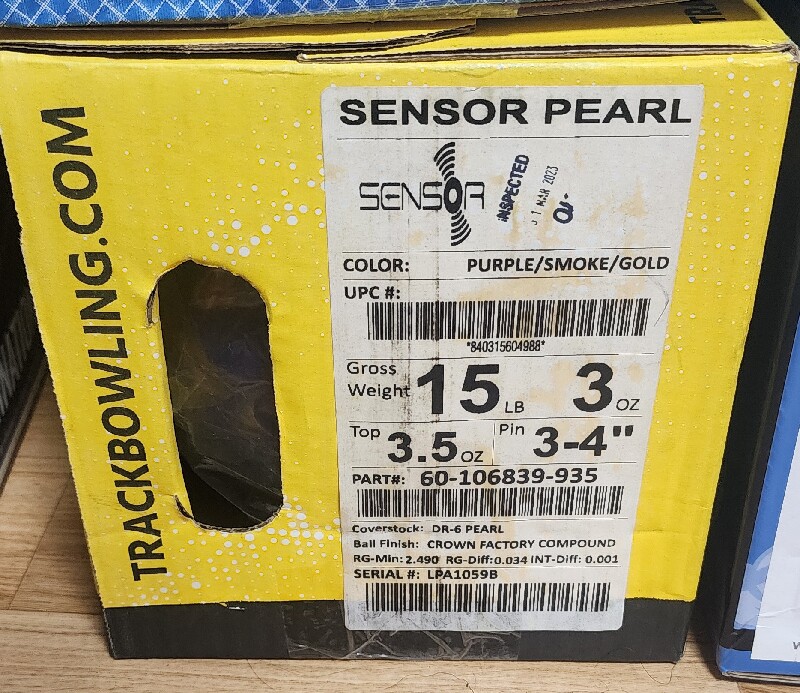 TRACKBOWLING.COM
SENSOR PEARL
SENSOR
INSPECTED
MAR 2023
COLOR: PURPLE/SMOKE/GOLD
UPC #:
*840315604988*
Gross Weight 15 LB 3 OZ
Top 3.5 OZ Pin 3-4"
PART#: 60-106839-935
Coverstock: DR-6 PEARL
Ball Finish: CROWN FACTORY COMPOUND
RG-Min: 2.490 RG-Diff: 0.034 INT-Diff: 0.001
SERIAL #: LPA1059B